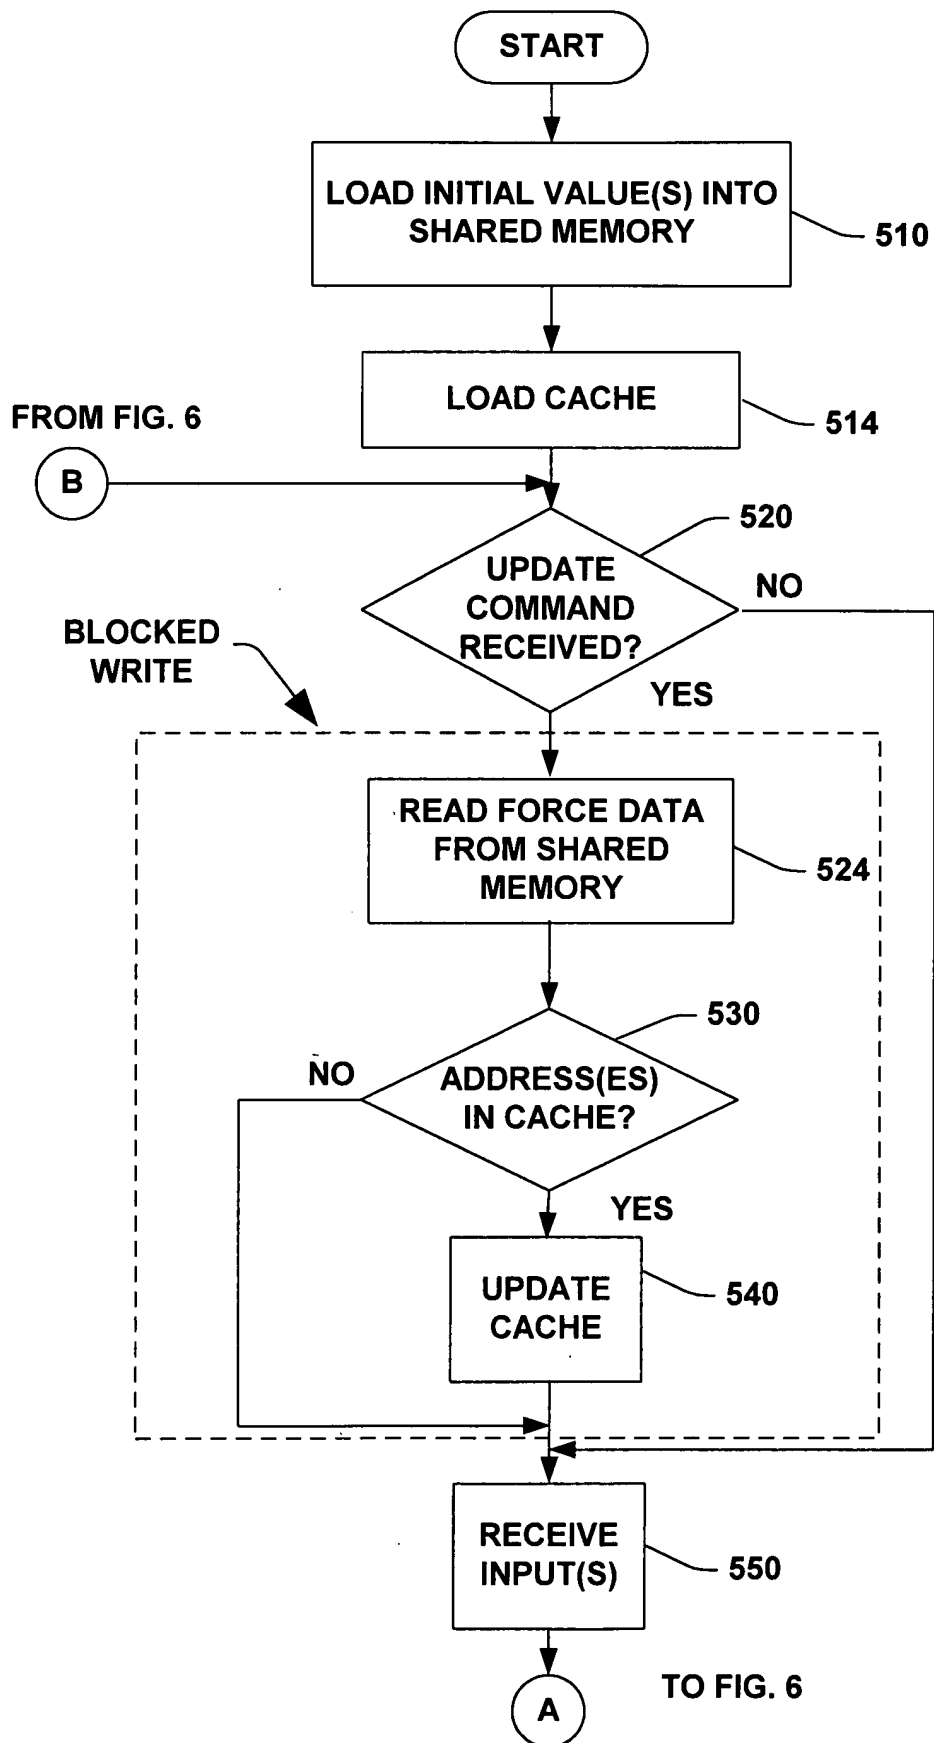 START
LOAD INITIAL VALUE(S) INTO
SHARED MEMORY
510
LOAD CACHE
514
FROM FIG. 6
B
520
UPDATE
COMMAND
RECEIVED?
NO
YES
BLOCKED
WRITE
READ FORCE DATA
FROM SHARED
MEMORY
524
530
ADDRESS(ES)
IN CACHE?
NO
YES
UPDATE
CACHE
540
RECEIVE
INPUT(S)
550
TO FIG. 6
A